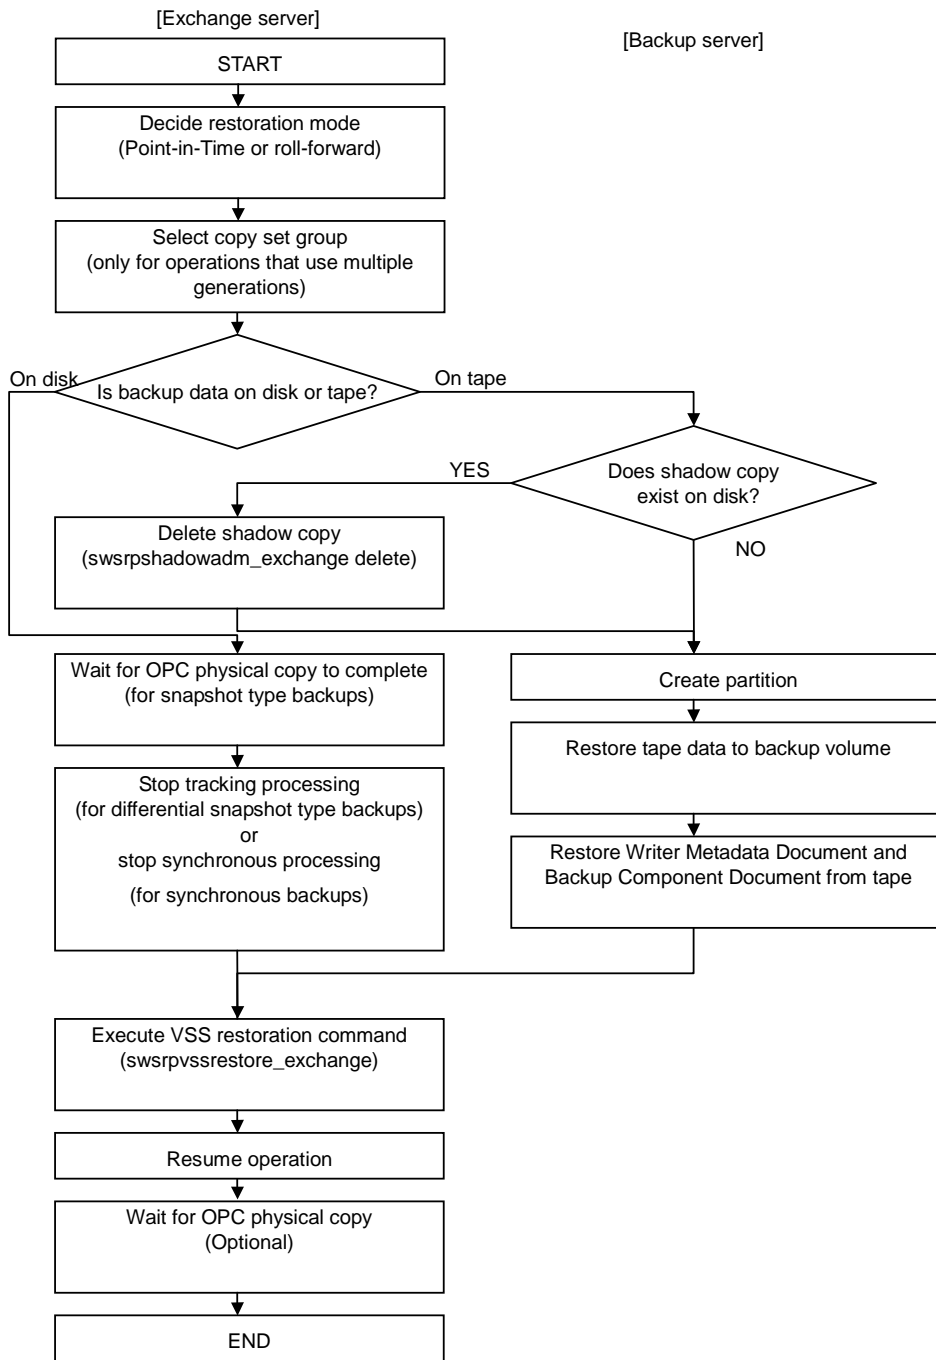 [Exchange server]
[Backup server]
START
Decide restoration mode
(Point-in-Time or roll-forward)
Select copy set group
(only for operations that use multiple
generations)
On disk
Is backup data on disk or tape?
On tape
YES
Does shadow copy
exist on disk?
Delete shadow copy
(swsrpshadowadm_exchange delete)
NO
Wait for OPC physical copy to complete
(for snapshot type backups)
Create partition
Stop tracking processing
(for differential snapshot type backups)
or
stop synchronous processing
(for synchronous backups)
Restore tape data to backup volume
Restore Writer Metadata Document and
Backup Component Document from tape
Execute VSS restoration command
(swsrpvssrestore_exchange)
Resume operation
Wait for OPC physical copy
(Optional)
END